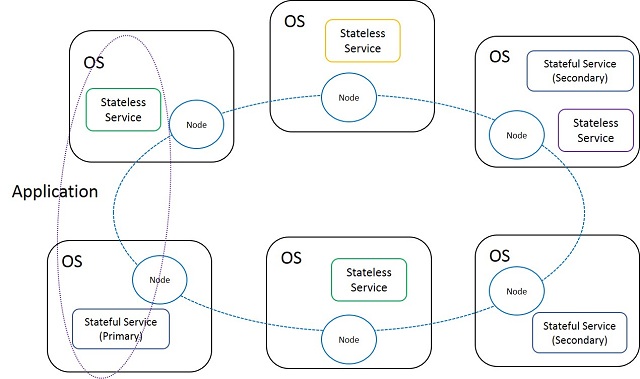 OS
Stateless
Service
Node
OS
Stateless
Service
Node
OS
Stateful Service
(Secondary)
Node
Stateless
Service
Application
OS
Node
Stateful Service
(Primary)
OS
Stateless
Service
Node
OS
Node
Stateful Service
(Secondary)